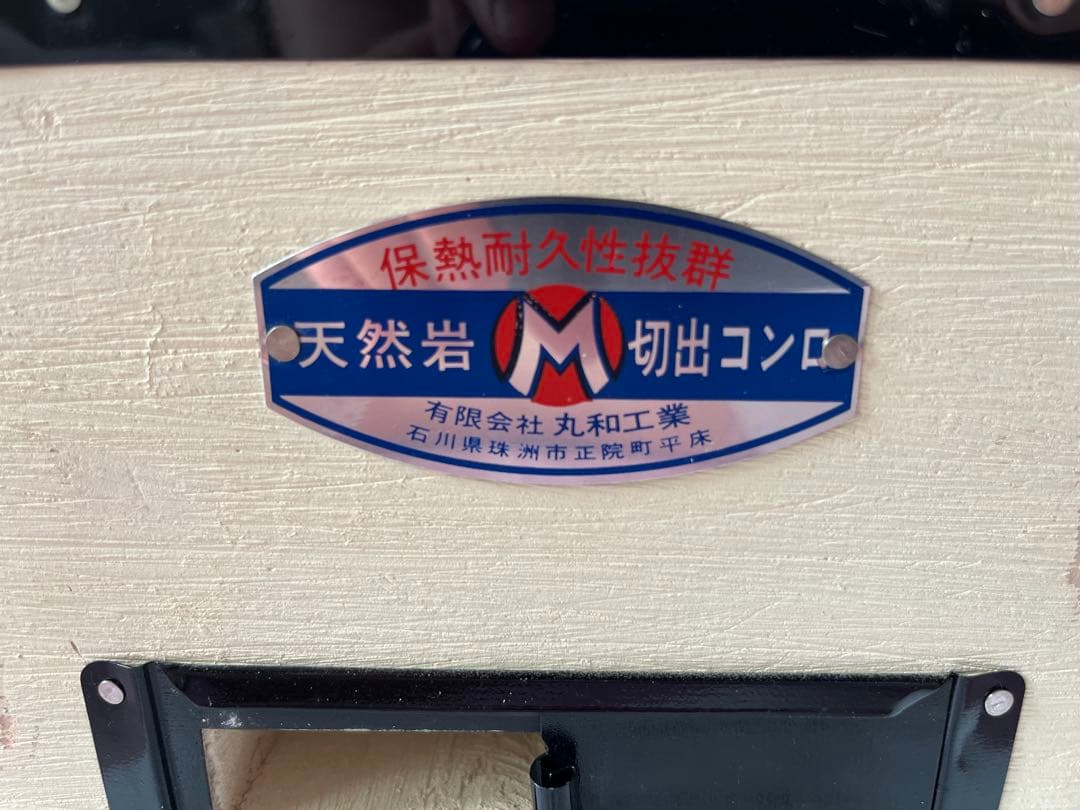 保熱耐久性抜群
天然岩 M 切出コンロ
有限会社 丸和工業
石川県珠洲市正院町平床